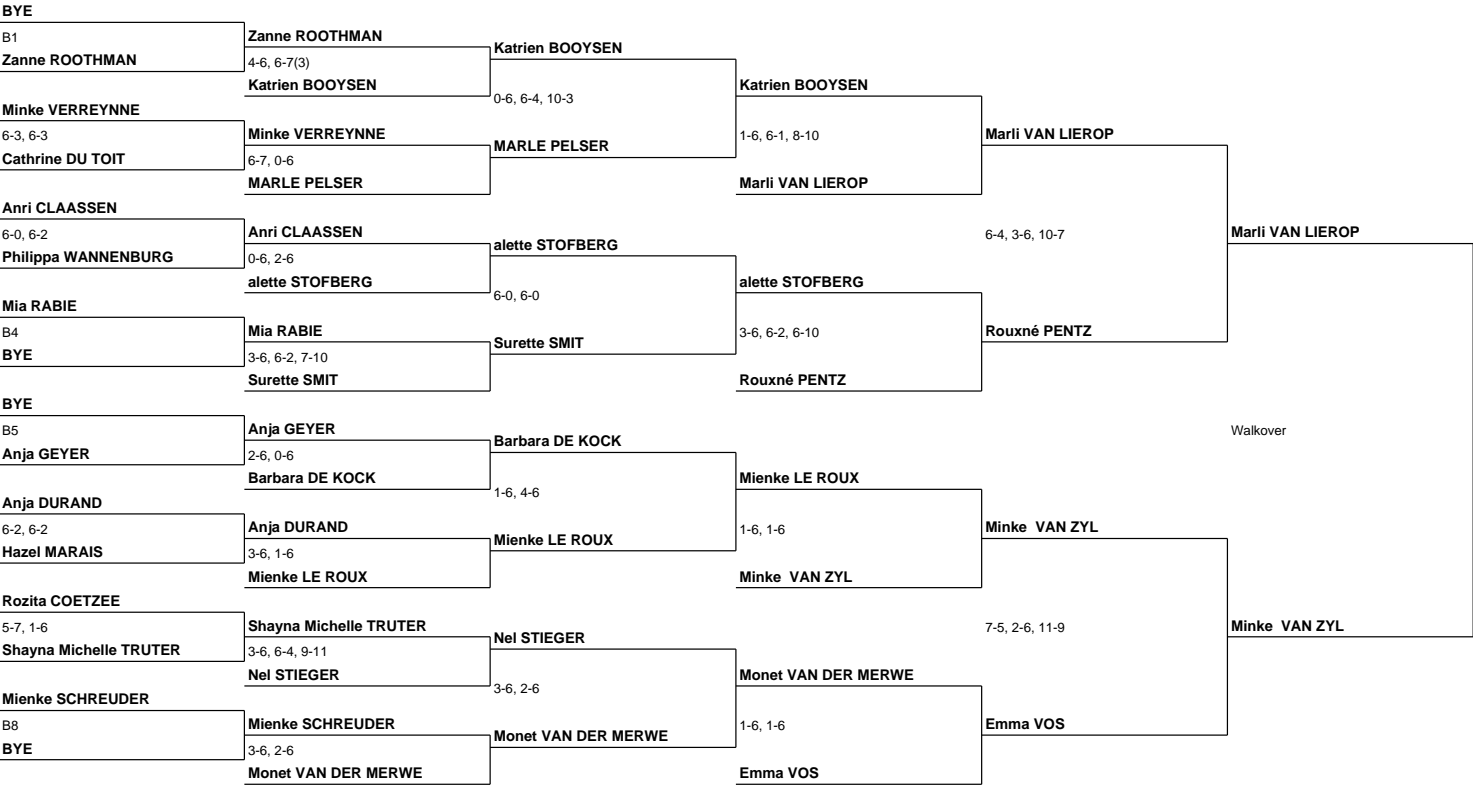 BYE
B1
Zanne ROOTHMAN
Minke VERREYNNE
6-3, 6-3
Cathrine DU TOIT
Anri CLAASSEN
6-0, 6-2
Philippa WANNENBURG
Mia RABIE
B4
BYE
BYE
B5
Anja GEYER
Anja DURAND
6-2, 6-2
Hazel MARAIS
Rozita COETZEE
5-7, 1-6
Shayna Michelle TRUTER
Mienke SCHREUDER
B8
BYE
Zanne ROOTHMAN
4-6, 6-7(3)
Katrien BOOYSEN
Minke VERREYNNE
6-7, 0-6
MARLE PELSER
Anri CLAASSEN
0-6, 2-6
alette STOFBERG
Mia RABIE
3-6, 6-2, 7-10
Surette SMIT
Anja GEYER
2-6, 0-6
Barbara DE KOCK
Anja DURAND
3-6, 1-6
Mienke LE ROUX
Shayna Michelle TRUTER
3-6, 6-4, 9-11
Nel STIEGER
Mienke SCHREUDER
3-6, 2-6
Monet VAN DER MERWE
Katrien BOOYSEN
0-6, 6-4, 10-3
MARLE PELSER
alette STOFBERG
6-0, 6-0
Surette SMIT
Barbara DE KOCK
1-6, 4-6
Mienke LE ROUX
Nel STIEGER
3-6, 2-6
Monet VAN DER MERWE
Katrien BOOYSEN
1-6, 6-1, 8-10
Marli VAN LIEROP
alette STOFBERG
3-6, 6-2, 6-10
Rouxné PENTZ
Mienke LE ROUX
1-6, 1-6
Minke VAN ZYL
Monet VAN DER MERWE
1-6, 1-6
Emma VOS
Marli VAN LIEROP
6-4, 3-6, 10-7
Rouxné PENTZ
Minke VAN ZYL
7-5, 2-6, 11-9
Emma VOS
Marli VAN LIEROP
Walkover
Minke VAN ZYL